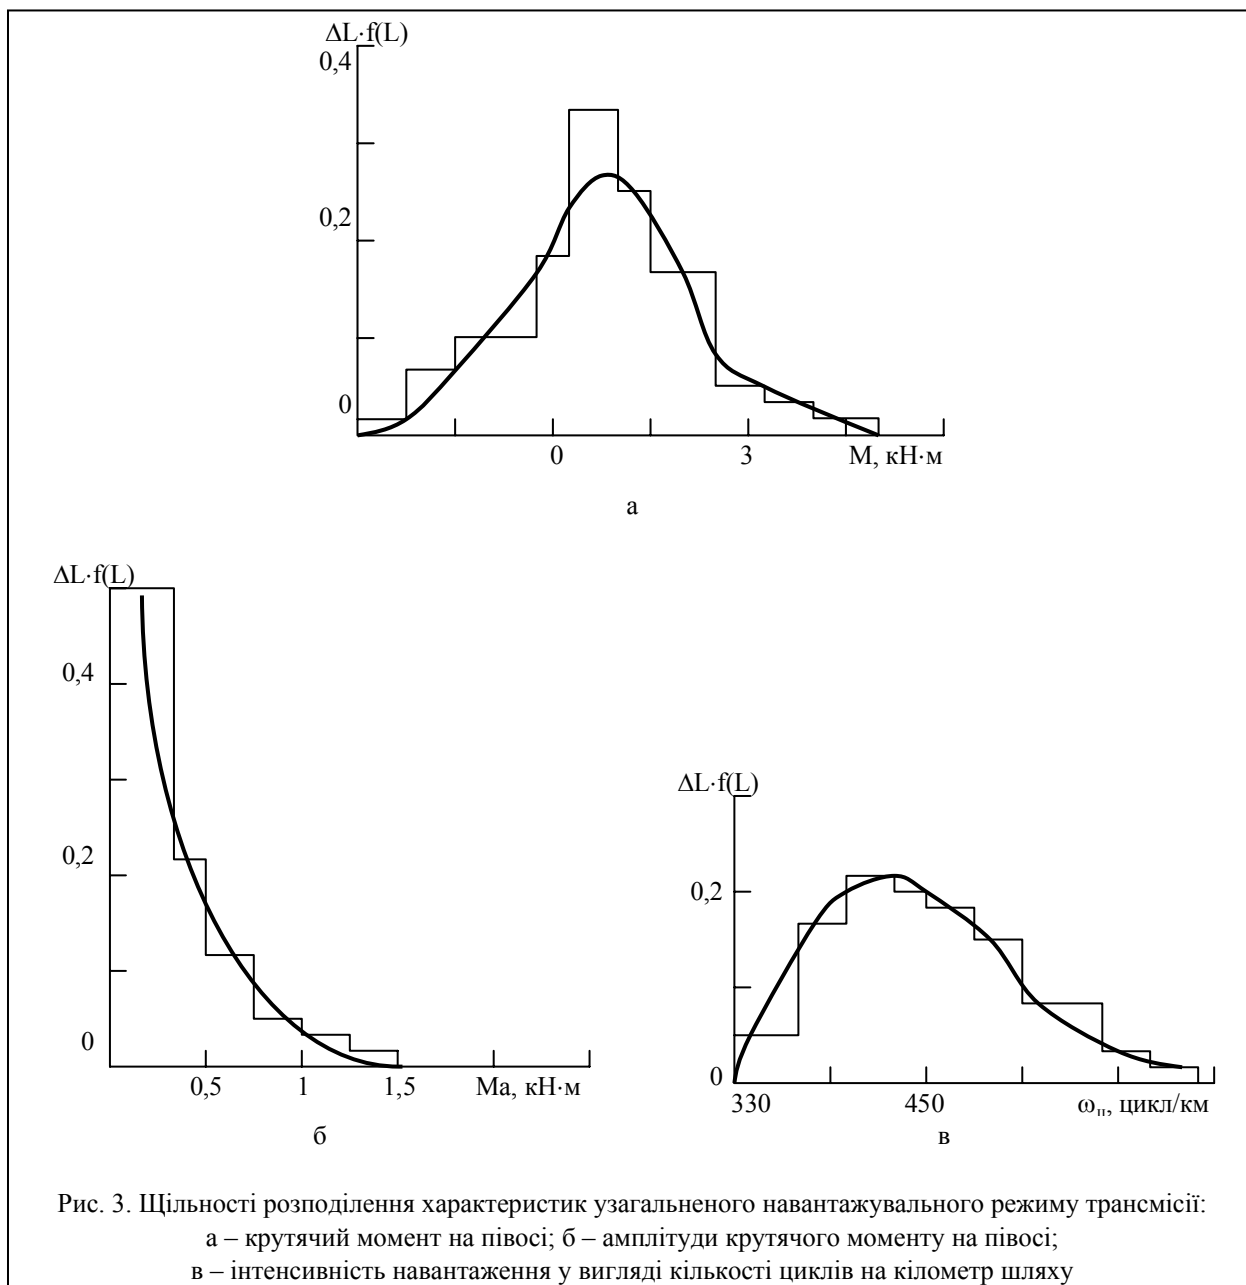 ΔL·f(L)
0,4
0,2
0
0 3 М, кН·м
а
ΔL·f(L)
0,4
0,2
0
0,5 1 1,5 Ма, кН·м
б
ΔL·f(L)
0,2
0
330 450 ωц, цикл/км
в
Рис. 3. Щільності розподілення характеристик узагальненого навантажувального режиму трансмісії:
а – крутячий момент на півосі; б – амплітуди крутячого моменту на півосі;
в – інтенсивність навантаження у вигляді кількості циклів на кілометр шляху